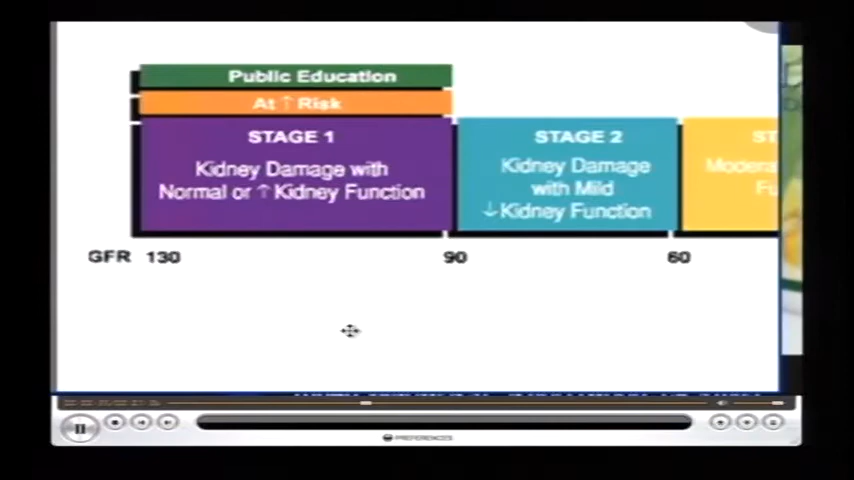 Public Education
At ↑ Risk
STAGE 1
Kidney Damage with
Normal or ↑ Kidney Function
STAGE 2
Kidney Damage
with Mild
↓ Kidney Function
GFR 130 90 60
PREFERENCES